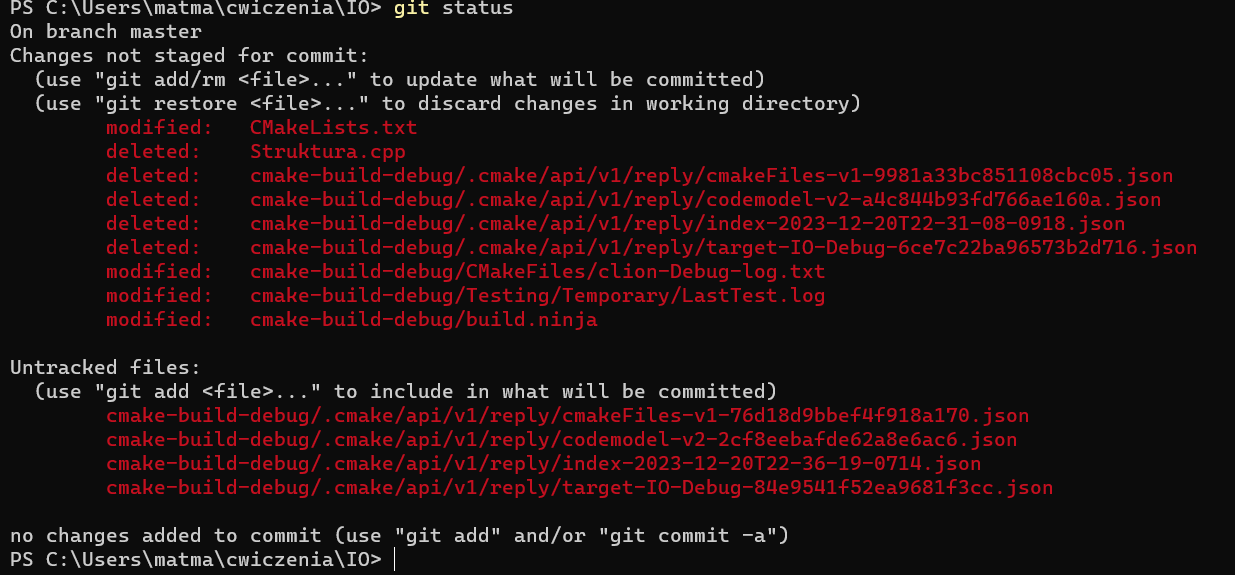 PS C:\Users\matma\cwiczenia\IO> git status
On branch master
Changes not staged for commit:
  (use "git add/rm <file>..." to update what will be committed)
  (use "git restore <file>..." to discard changes in working directory)
        modified:   CMakeLists.txt
        deleted:    Struktura.cpp
        deleted:    cmake-build-debug/.cmake/api/v1/reply/cmakeFiles-v1-9981a33bc851108cbc05.json
        deleted:    cmake-build-debug/.cmake/api/v1/reply/codemodel-v2-a4c844b93fd766ae160a.json
        deleted:    cmake-build-debug/.cmake/api/v1/reply/index-2023-12-20T22-31-08-0918.json
        deleted:    cmake-build-debug/.cmake/api/v1/reply/target-IO-Debug-6ce7c22ba96573b2d716.json
        modified:   cmake-build-debug/CMakeFiles/clion-Debug-log.txt
        modified:   cmake-build-debug/Testing/Temporary/LastTest.log
        modified:   cmake-build-debug/build.ninja

Untracked files:
  (use "git add <file>..." to include in what will be committed)
        cmake-build-debug/.cmake/api/v1/reply/cmakeFiles-v1-76d18d9bbef4f918a170.json
        cmake-build-debug/.cmake/api/v1/reply/codemodel-v2-2cf8eebafde62a8e6ac6.json
        cmake-build-debug/.cmake/api/v1/reply/index-2023-12-20T22-36-19-0714.json
        cmake-build-debug/.cmake/api/v1/reply/target-IO-Debug-84e9541f52ea9681f3cc.json

no changes added to commit (use "git add" and/or "git commit -a")
PS C:\Users\matma\cwiczenia\IO>